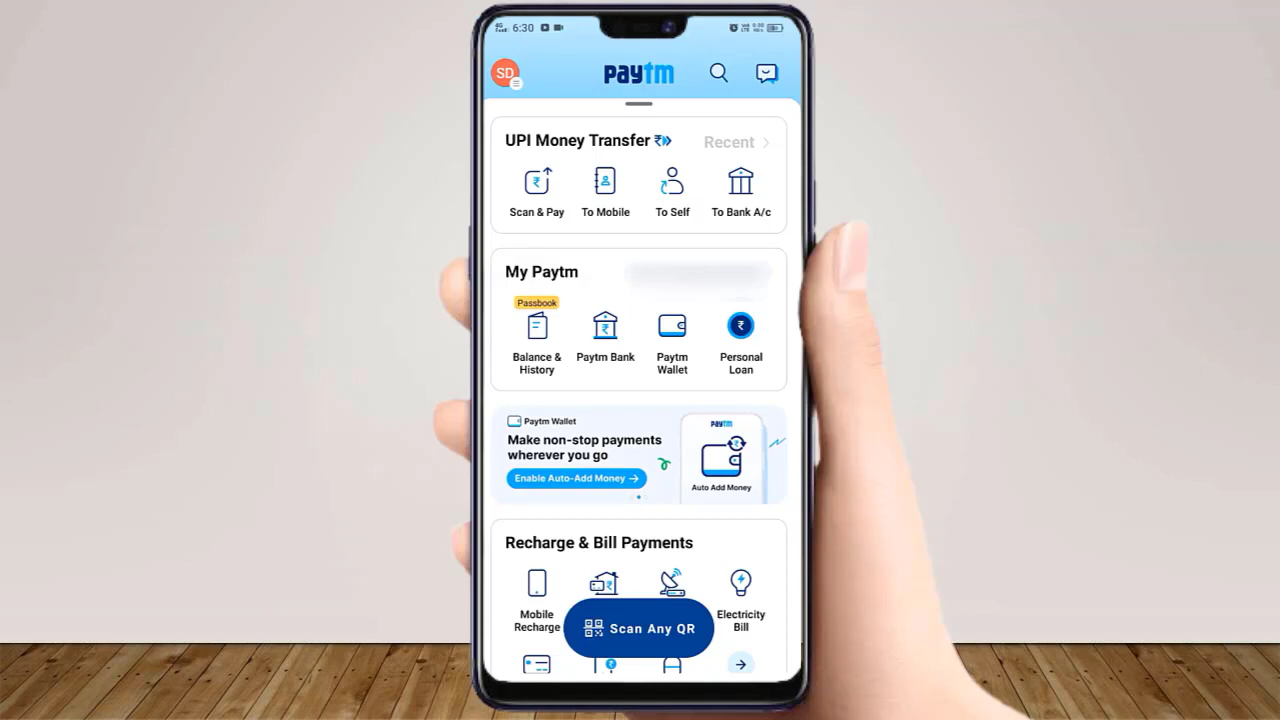 6:30
SD
paytm
UPI Money Transfer
Recent
Scan & Pay
To Mobile
To Self
To Bank A/c
My Paytm
Passbook
Balance &
History
Paytm Bank
Paytm
Wallet
Personal
Loan
Paytm Wallet
Make non-stop payments
wherever you go
Enable Auto-Add Money →
paytm
Auto Add Money
Recharge & Bill Payments
Mobile
Recharge
Electricity
Bill
Scan Any QR